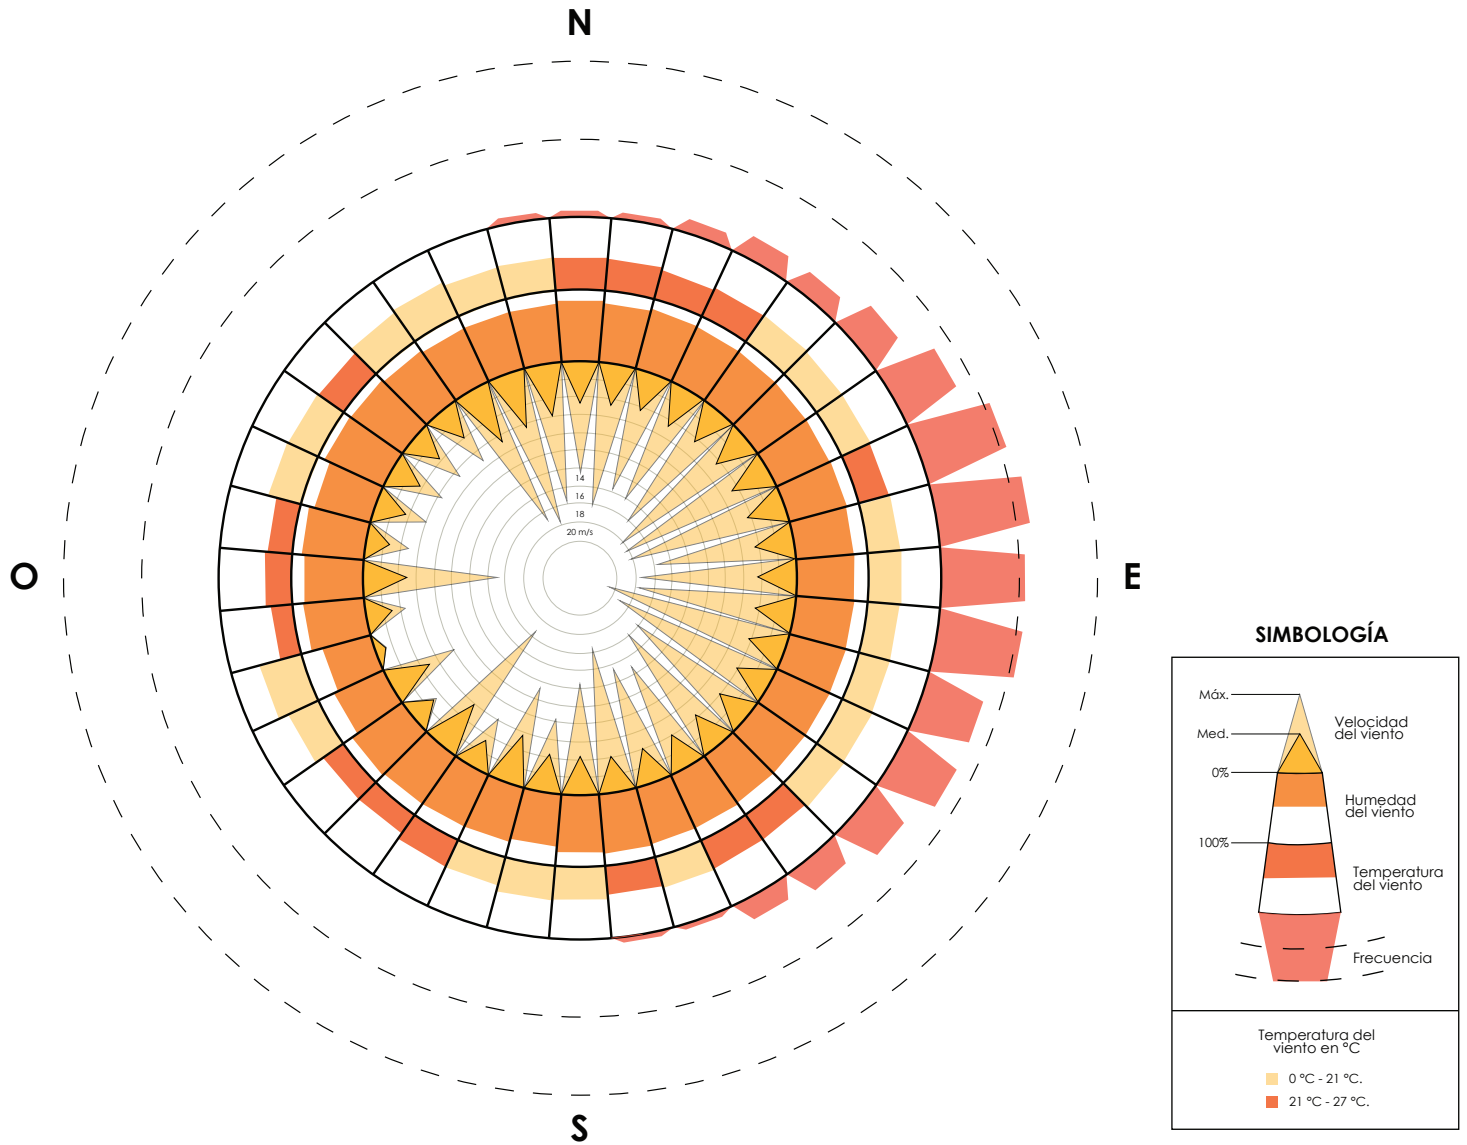 N
14
16
18
20 m/s
O
E
S
SIMBOLOGÍA
Máx.
Med.
0%
100%
Velocidad
del viento
Humedad
del viento
Temperatura
del viento
Frecuencia
Temperatura del
viento en °C
0 °C - 21 °C.
21 °C - 27 °C.